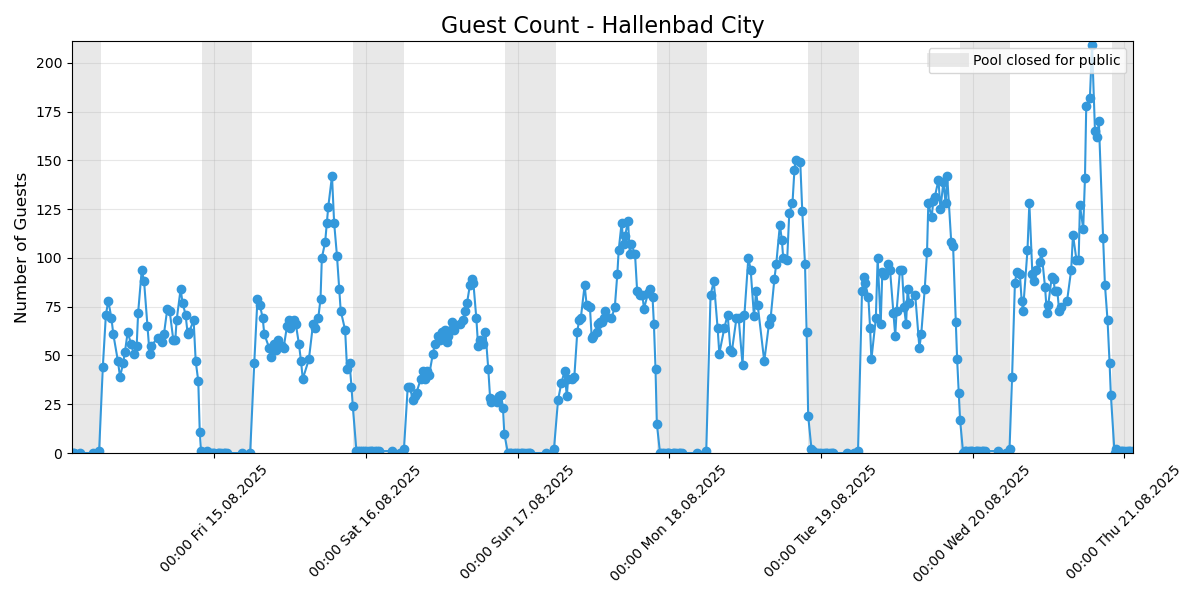 Guest Count - Hallenbad City
Pool closed for public
Number of Guests
200
175
150
125
100
75
50
25
0
00:00 Fri 15.08.2025
00:00 Sat 16.08.2025
00:00 Sun 17.08.2025
00:00 Mon 18.08.2025
00:00 Tue 19.08.2025
00:00 Wed 20.08.2025
00:00 Thu 21.08.2025